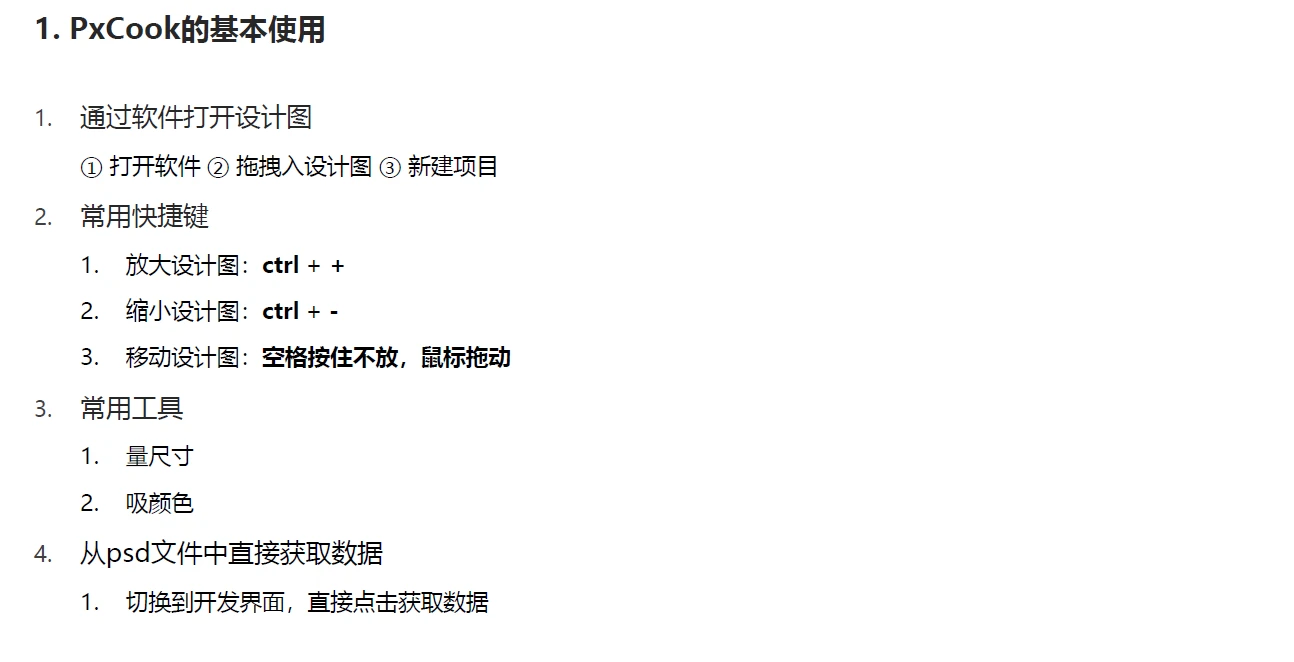 1. PxCook的基本使用
1. 通过软件打开设计图
① 打开软件 ② 拖拽入设计图 ③ 新建项目
2. 常用快捷键
1. 放大设计图：ctrl + +
2. 缩小设计图：ctrl + -
3. 移动设计图：空格按住不放，鼠标拖动
3. 常用工具
1. 量尺寸
2. 吸颜色
4. 从psd文件中直接获取数据
1. 切换到开发界面，直接点击获取数据